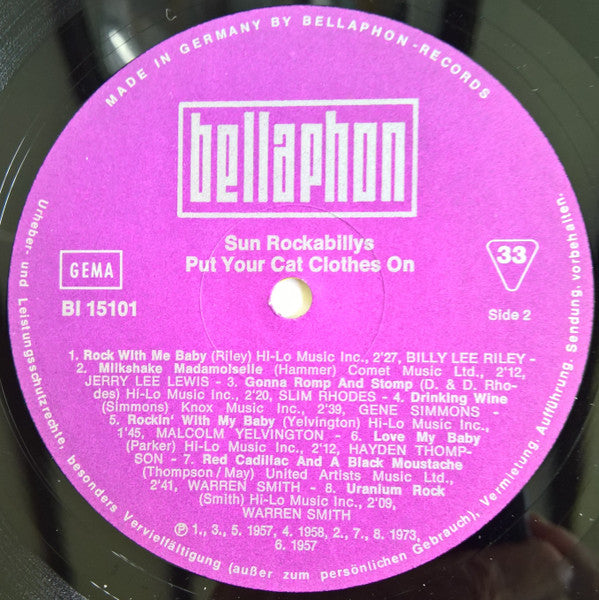 MADE IN GERMANY BY BELLAPHON-RECORDS
bellaphon
Sun Rockabillys
Put Your Cat Clothes On
GEMA
BI 15101
33
Side 2
1. Rock With Me Baby (Riley) Hi-Lo Music Inc., 2'27, BILLY LEE RILEY -
2. Milkshake Madamoiselle (Hammer) Comet Music Ltd., 2'12,
JERRY LEE LEWIS - 3. Gonna Romp And Stomp (D. & D. Rho-
des) Hi-Lo Music Inc., 2'20, SLIM RHODES - 4. Drinking Wine
(Simmons) Knox Music Inc., 2'39, GENE SIMMONS -
5. Rockin' With My Baby (Yelvington) Hi-Lo Music Inc.,
1'45, MALCOLM YELVINGTON - 6. Love My Baby
(Parker) Hi-Lo Music Inc., 2'12, HAYDEN THOMP-
SON - 7. Red Cadillac And A Black Moustache
(Thompson/May) United Artists Music Ltd.,
2'41, WARREN SMITH - 8. Uranium Rock
(Smith) Hi-Lo Music Inc., 2'09,
WARREN SMITH
℗ 1., 3., 5. 1957, 4. 1958, 2., 7., 8. 1973,
6. 1957
Urheber- und Leistungsschutzrechte, besonders Vervielfältigung (außer zum persönlichen Gebrauch), Vermietung, Aufführung, Sendung, vorbehalten.